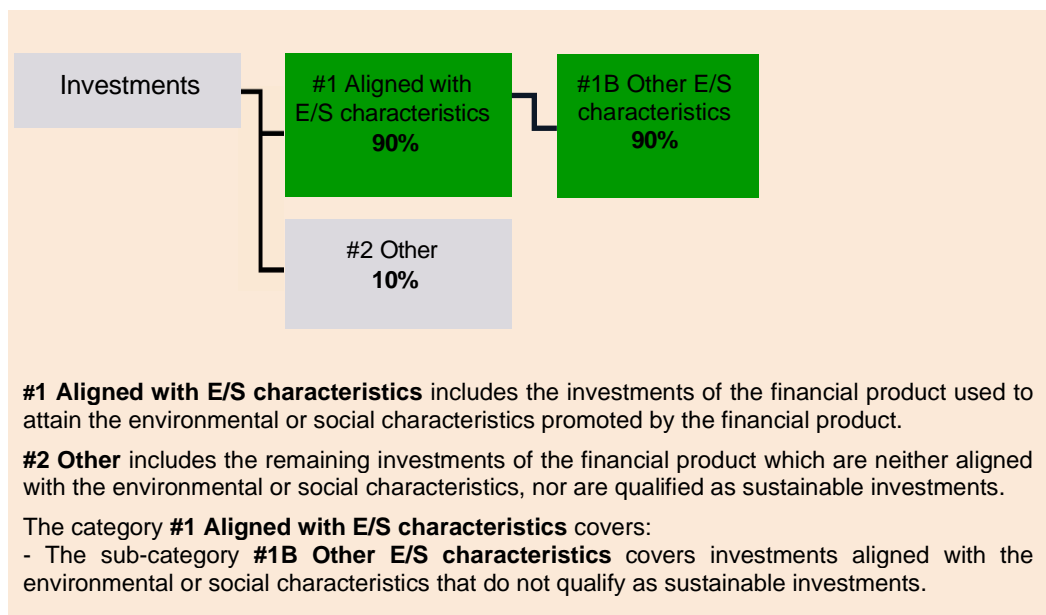 Investments
#1 Aligned with
E/S characteristics
90%
#1B Other E/S
characteristics
90%
#2 Other
10%
#1 Aligned with E/S characteristics includes the investments of the financial product used to
attain the environmental or social characteristics promoted by the financial product.
#2 Other includes the remaining investments of the financial product which are neither aligned
with the environmental or social characteristics, nor are qualified as sustainable investments.
The category #1 Aligned with E/S characteristics covers:
- The sub-category #1B Other E/S characteristics covers investments aligned with the
environmental or social characteristics that do not qualify as sustainable investments.